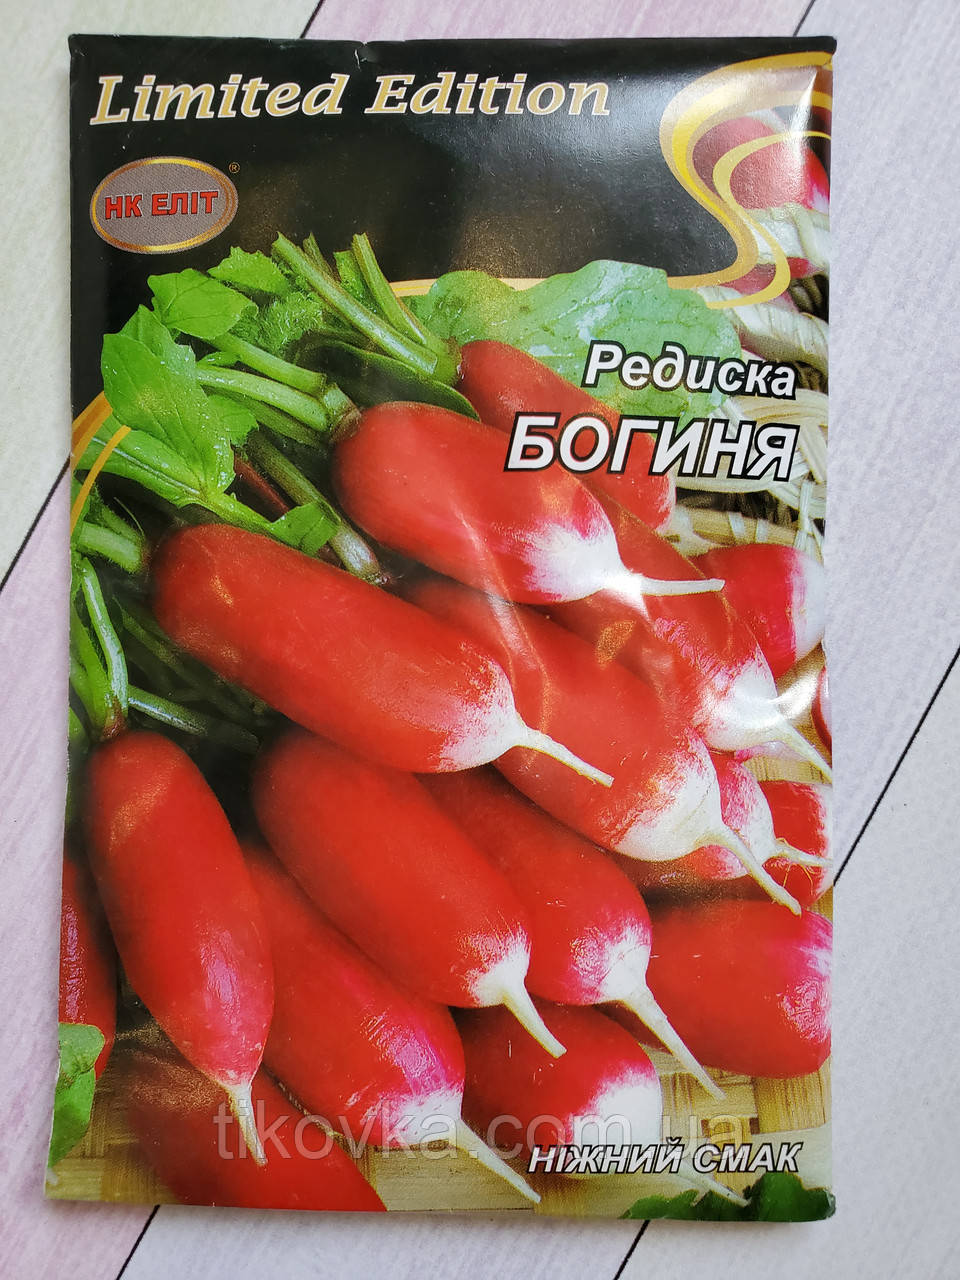 Limited Edition
НК ЕЛІТ ®
Редиска
БОГИНЯ
tikovka.com.ua
НІЖНИЙ СМАК